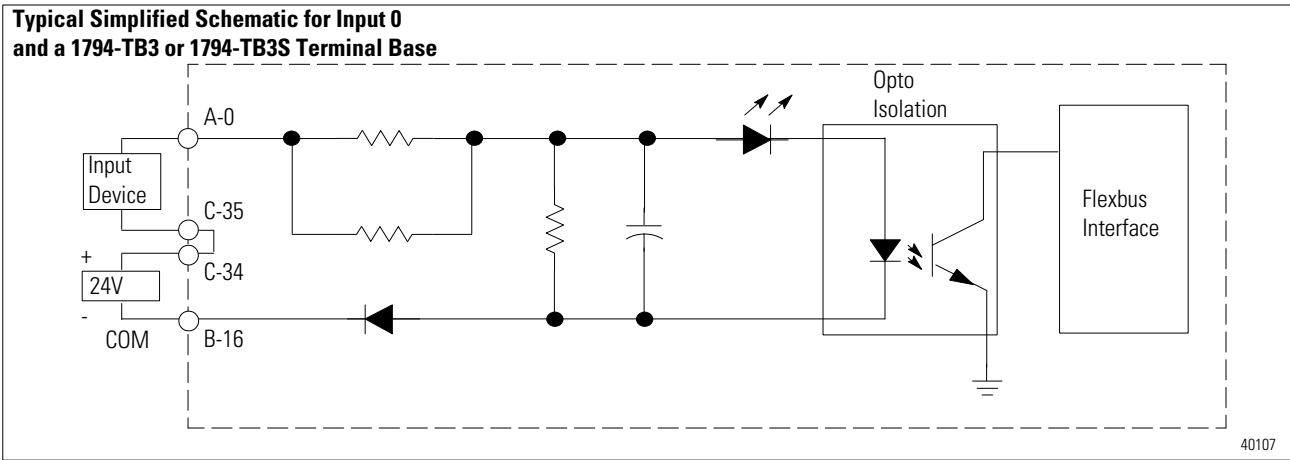 Typical Simplified Schematic for Input 0
and a 1794-TB3 or 1794-TB3S Terminal Base
A-0
Opto
Isolation
Input
Device
C-35
Flexbus
Interface
+
C-34
24V
-
COM
B-16
40107